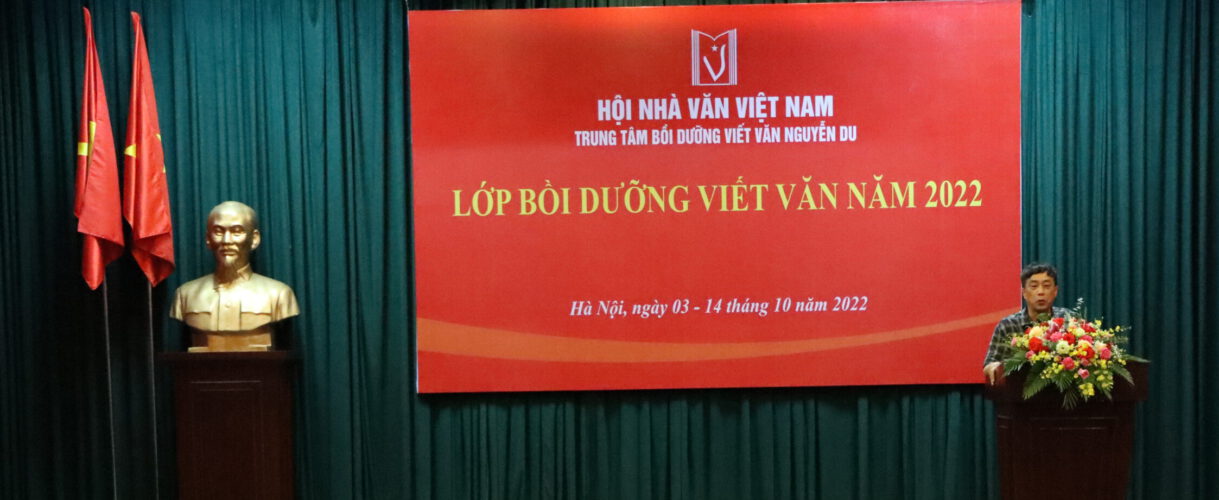 HỘI NHÀ VĂN VIỆT NAM
TRUNG TÂM BỒI DƯỠNG VIẾT VĂN NGUYỄN DU
LỚP BỒI DƯỠNG VIẾT VĂN NĂM 2022
Hà Nội, ngày 03 - 14 tháng 10 năm 2022